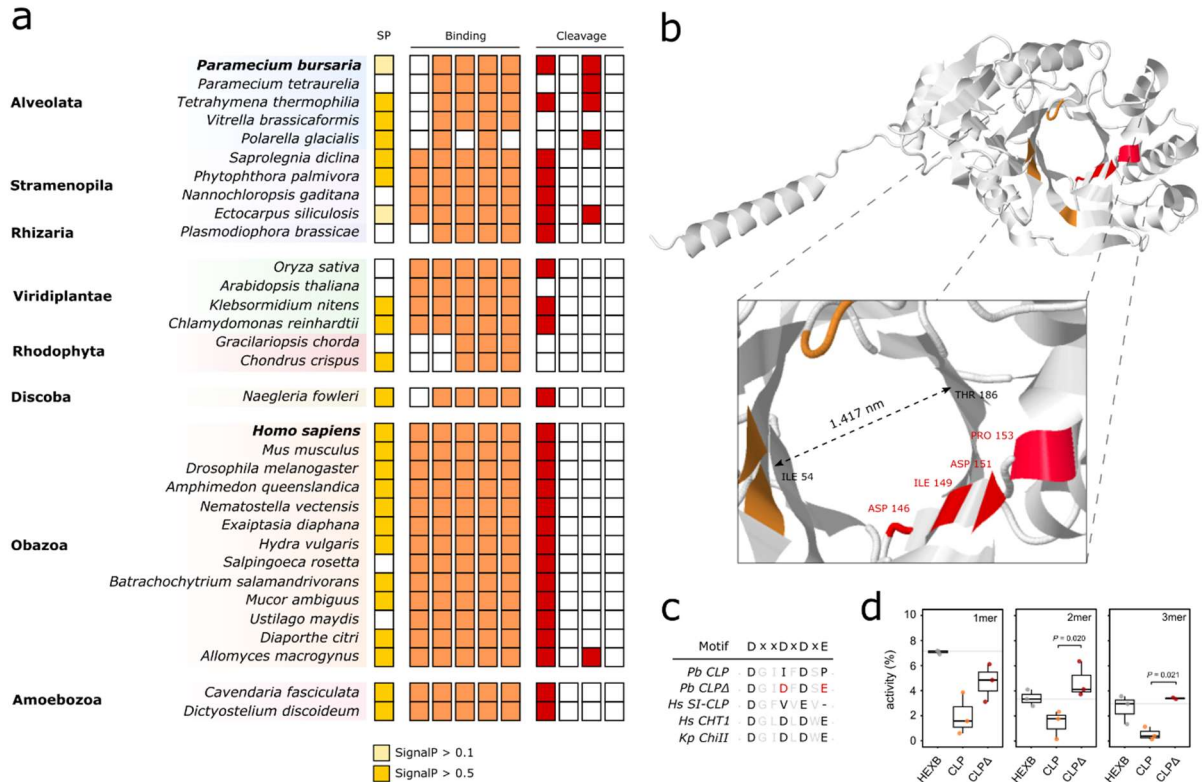 a
SP Binding Cleavage
Alveolata
Paramecium bursaria
Paramecium tetraurelia
Tetrahymena thermophilia
Vitrella brassicaformis
Polarella glacialis
Stramenopila
Saprolegnia diclina
Phytophthora palmivora
Nannochloropsis gaditana
Ectocarpus siliculosis
Rhizaria
Plasmodiophora brassicae
Viridiplantae
Oryza sativa
Arabidopsis thaliana
Klebsormidium nitens
Chlamydomonas reinhardtii
Rhodophyta
Gracilariopsis chorda
Chondrus crispus
Discoba
Naegleria fowleri
Obazoa
Homo sapiens
Mus musculus
Drosophila melanogaster
Amphimedon queenslandica
Nematostella vectensis
Exaiptasia diaphana
Hydra vulgaris
Salpingoeca rosetta
Batrachochytrium salamandrivorans
Mucor ambiguus
Ustilago maydis
Diaporthe citri
Allomyces macrogynus
Amoebozoa
Cavendaria fasciculata
Dictyostelium discoideum
SignalP > 0.1
SignalP > 0.5
b
1.417 nm
THR 186
PRO 153
ASP 151
ILE 54
ILE 149
ASP 146
c
Motif D x x D x D x E
Pb CLP D G I I F D S P
Pb CLPΔ D G I D F D S E
Hs SI-CLP D G F V V E V -
Hs CHT1 D G L D L D W E
Kp ChiII D G I D L D W E
d
activity (%)
10
8
6
4
2
0
1mer
2mer
3mer
P = 0.020
P = 0.021
HEXB CLP CLPΔ
HEXB CLP CLPΔ
HEXB CLP CLPΔ